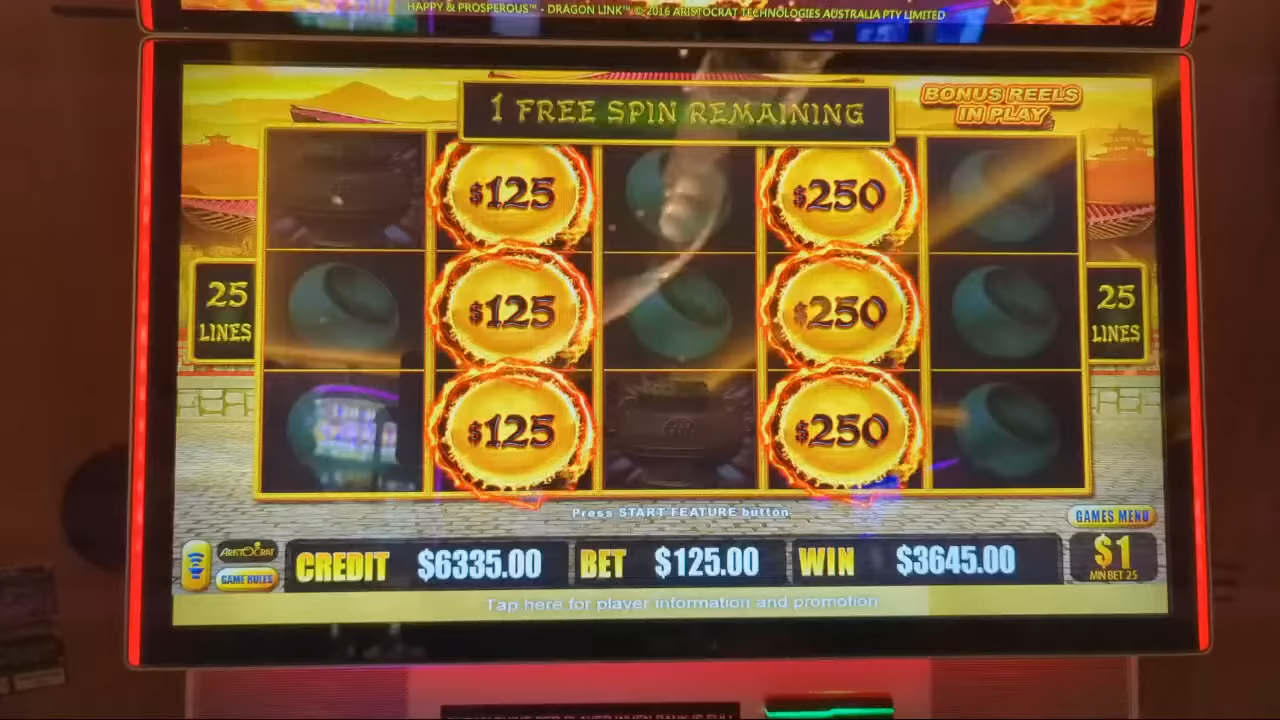 HAPPY & PROSPEROUS™ - DRAGON LINK™ © 2016 ARISTOCRAT TECHNOLOGIES AUSTRALIA PTY LIMITED
1 FREE SPIN REMAINING
BONUS REELS
IN PLAY
$125
$250
25
LINES
$125
$250
25
LINES
$125
$250
Press START FEATURE button.
GAMES MENU
ARISTOCRAT
GAME RULES
CREDIT $6335.00 BET $125.00 WIN $3645.00
$1
MIN BET 25
Tap here for player information and promotion